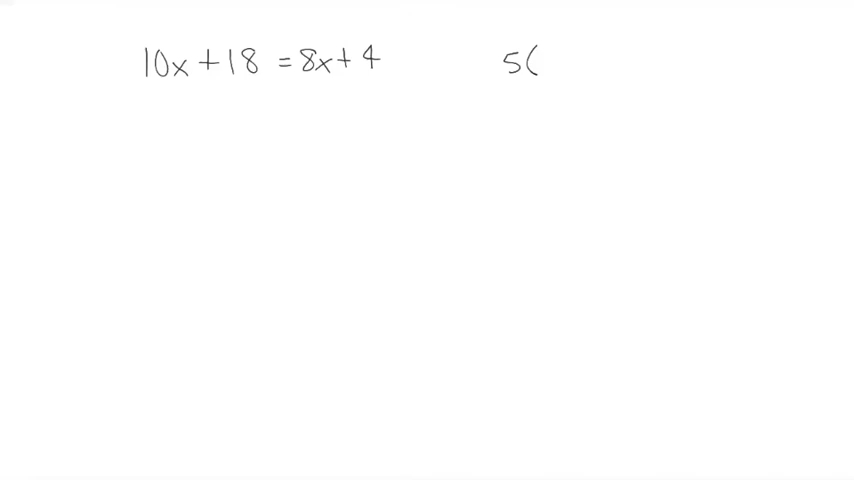 10x + 18 = 8x + 4 5(